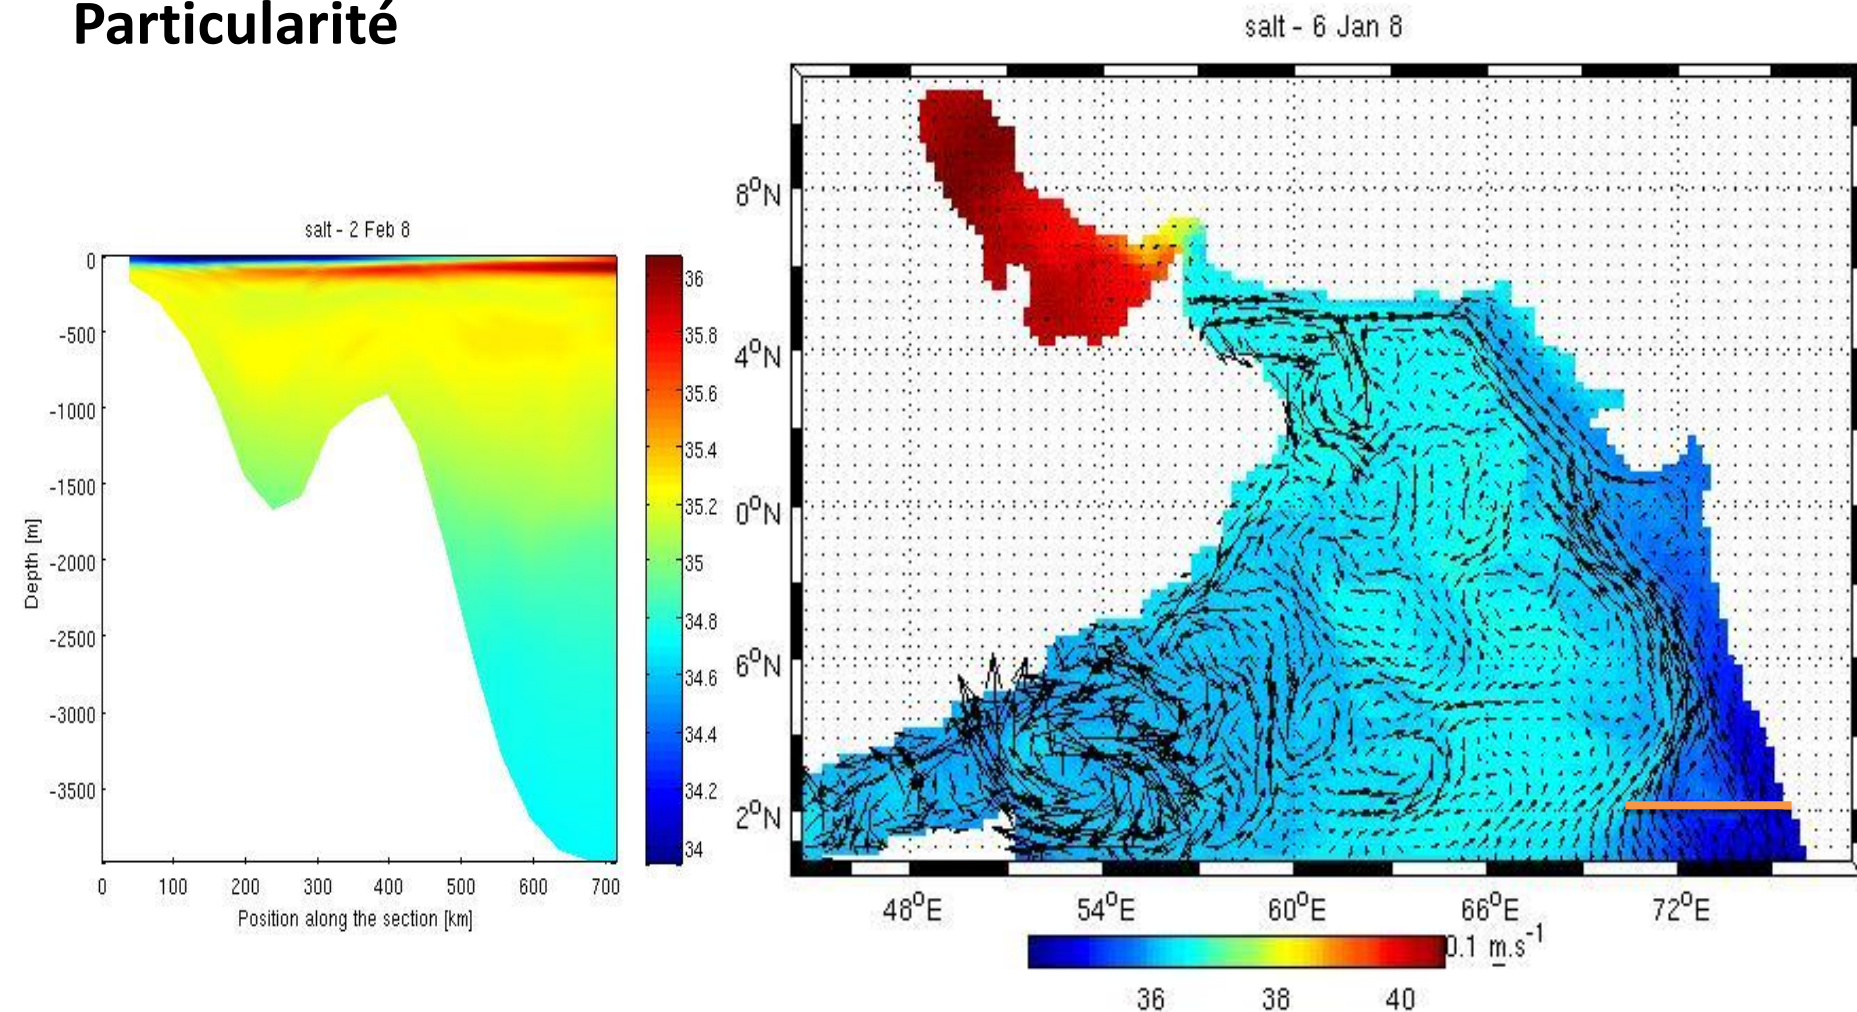 Particularité
salt - 2 Feb 8
0
-500
-1000
-1500
-2000
-2500
-3000
-3500
Depth [m]
0 100 200 300 400 500 600 700
Position along the section [km]
36
35.8
35.6
35.4
35.2
35
34.8
34.6
34.4
34.2
34
salt - 6 Jan 8
8°N
4°N
0°N
6°N
2°N
48°E 54°E 60°E 66°E 72°E
0.1 m.s⁻¹
36 38 40